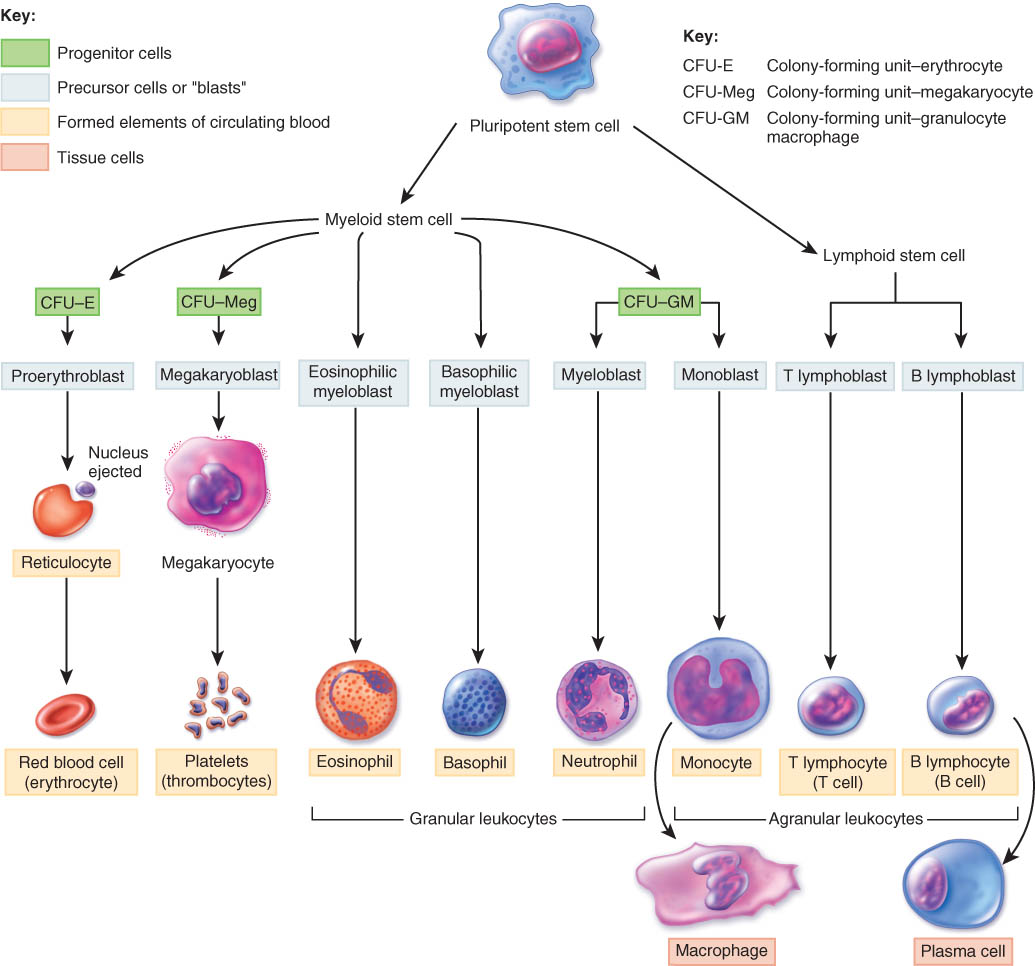 Key:
Progenitor cells
Precursor cells or "blasts"
Formed elements of circulating blood
Tissue cells
Key:
CFU-E Colony-forming unit–erythrocyte
CFU-Meg Colony-forming unit–megakaryocyte
CFU-GM Colony-forming unit–granulocyte
macrophage
Pluripotent stem cell
Myeloid stem cell
Lymphoid stem cell
CFU–E
CFU–Meg
CFU–GM
Proerythroblast
Megakaryoblast
Eosinophilic
myeloblast
Basophilic
myeloblast
Myeloblast
Monoblast
T lymphoblast
B lymphoblast
Nucleus
ejected
Reticulocyte
Megakaryocyte
Red blood cell
(erythrocyte)
Platelets
(thrombocytes)
Eosinophil
Basophil
Neutrophil
Monocyte
T lymphocyte
(T cell)
B lymphocyte
(B cell)
Granular leukocytes
Agranular leukocytes
Macrophage
Plasma cell